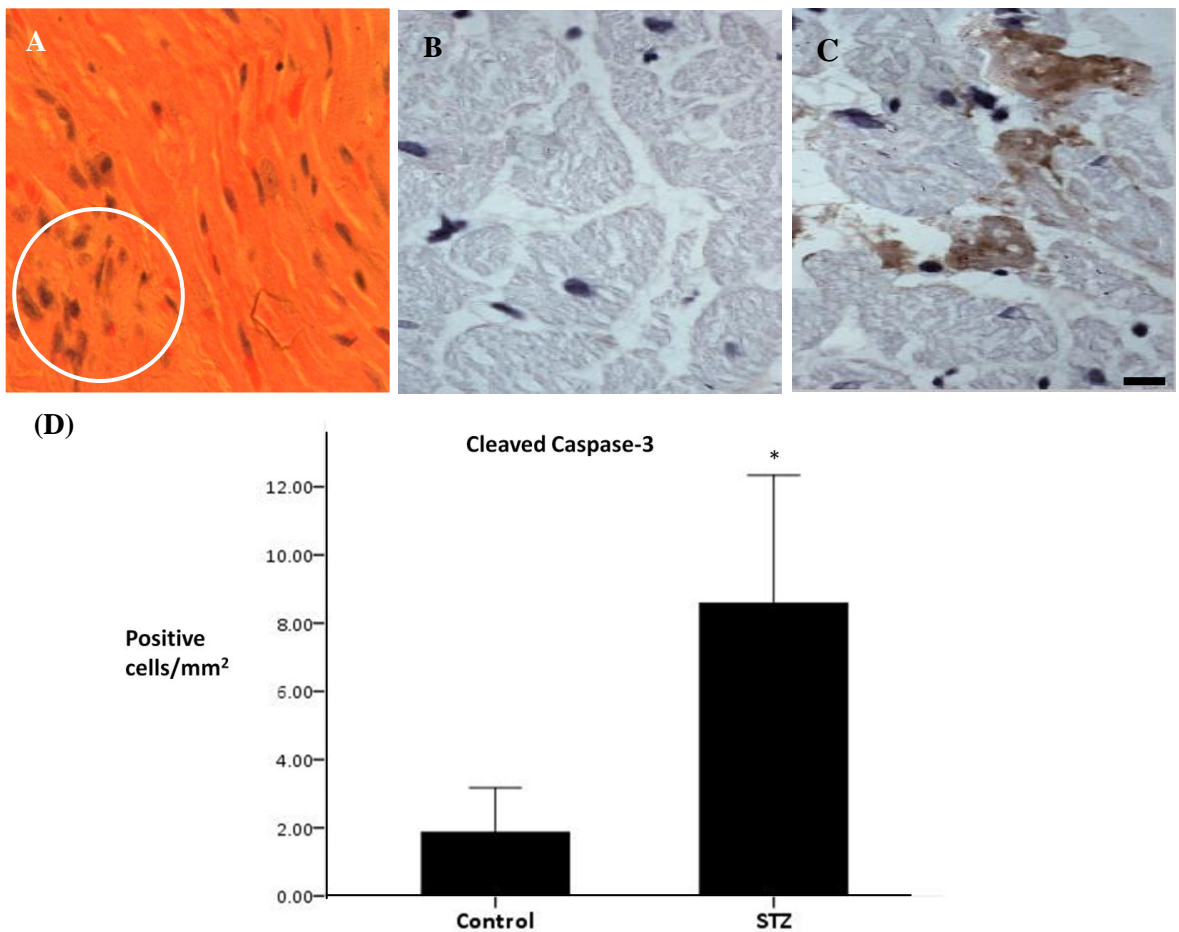 A
B
C
(D)
Cleaved Caspase-3
*
12.00
10.00
8.00
6.00
4.00
2.00
0.00
Positive
cells/mm²
Control
STZ